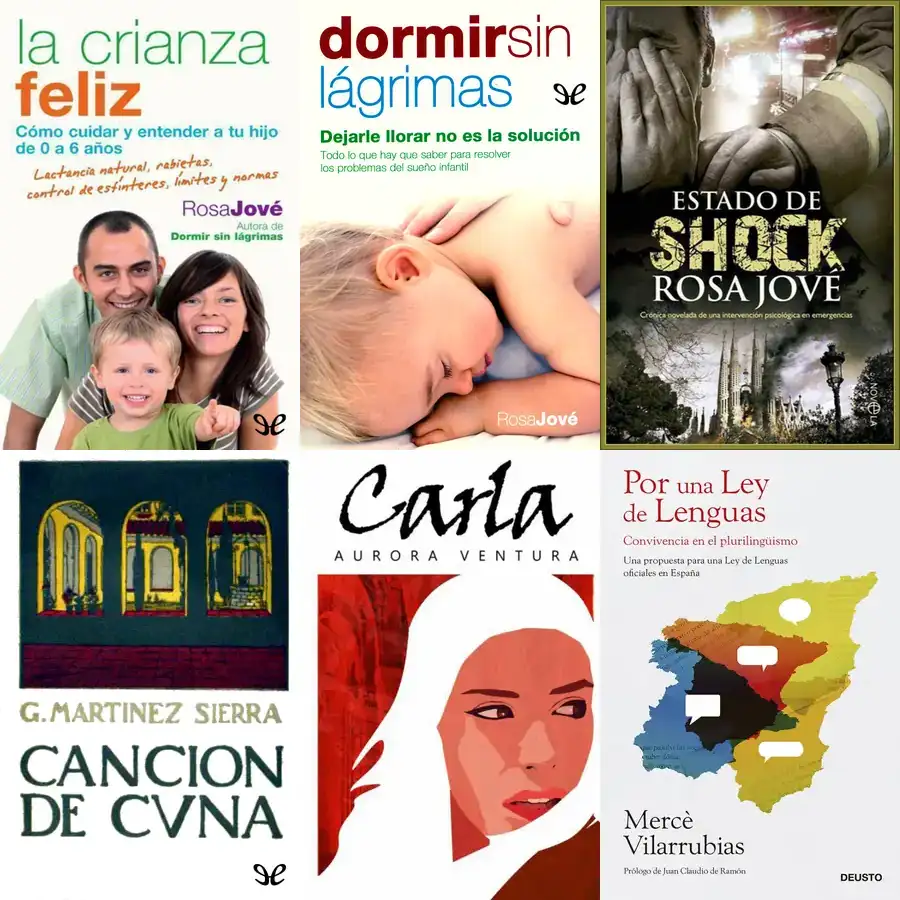 la crianza
feliz
Cómo cuidar y entender a tu hijo
de 0 a 6 años
Lactancia natural, rabietas,
control de esfínteres, límites y normas
RosaJové
Autora de
Dormir sin lágrimas
dormirsin
lágrimas
Dejarle llorar no es la solución
Todo lo que hay que saber para resolver
los problemas del sueño infantil
RosaJové
ESTADO DE
SHOCK
ROSA JOVÉ
Crónica novelada de una intervención psicológica en emergencias
NOVELA
G. MARTINEZ SIERRA
CANCION
DE CVNA
Carla
AURORA VENTURA
Por una Ley
de Lenguas
Convivencia en el plurilingüismo
Una propuesta para una Ley de Lenguas
oficiales en España
Mercè
Vilarrubias
Prólogo de Juan Claudio de Ramón
DEUSTO